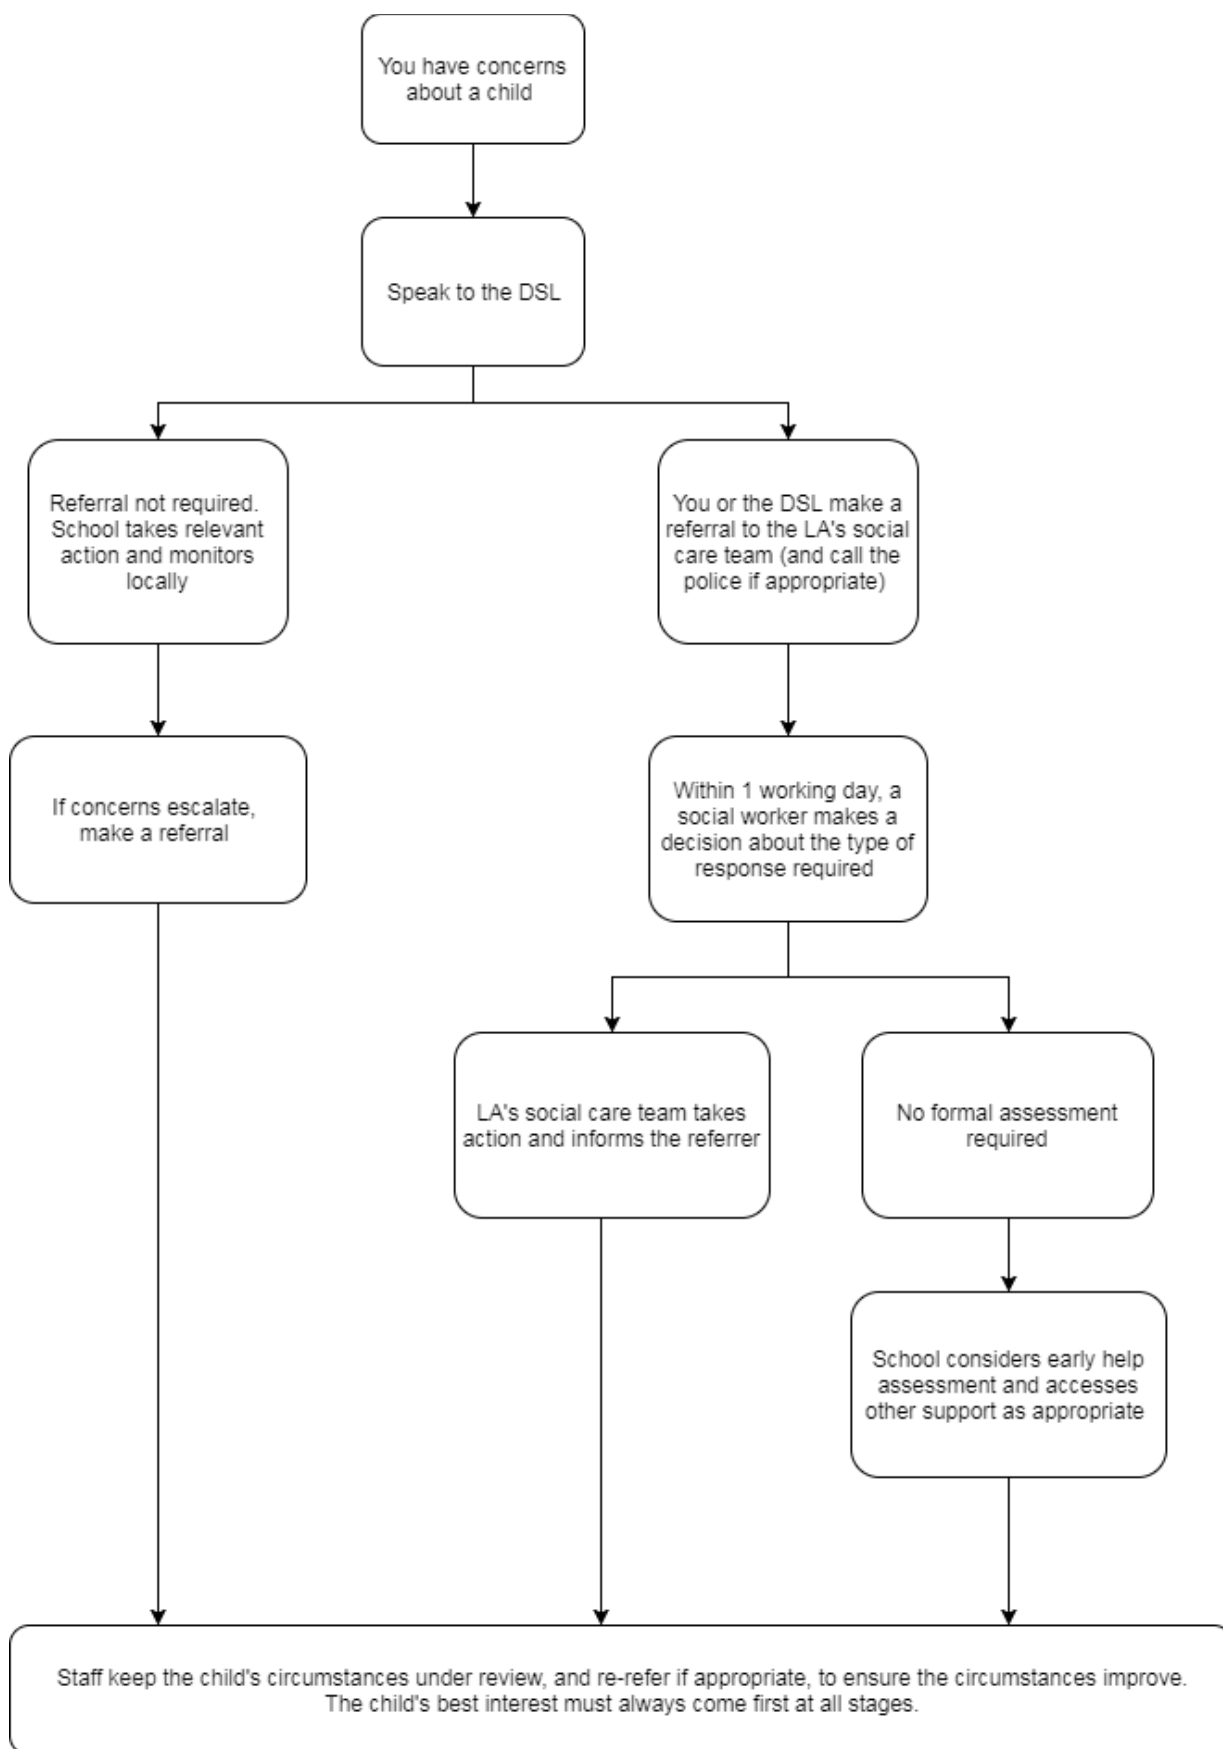 You have concerns
about a child
Speak to the DSL
Referral not required.
School takes relevant
action and monitors
locally
You or the DSL make a
referral to the LA's social
care team (and call the
police if appropriate)
If concerns escalate,
make a referral
Within 1 working day, a
social worker makes a
decision about the type of
response required
LA's social care team takes
action and informs the referrer
No formal assessment
required
School considers early help
assessment and accesses
other support as appropriate
Staff keep the child's circumstances under review, and re-refer if appropriate, to ensure the circumstances improve.
The child's best interest must always come first at all stages.